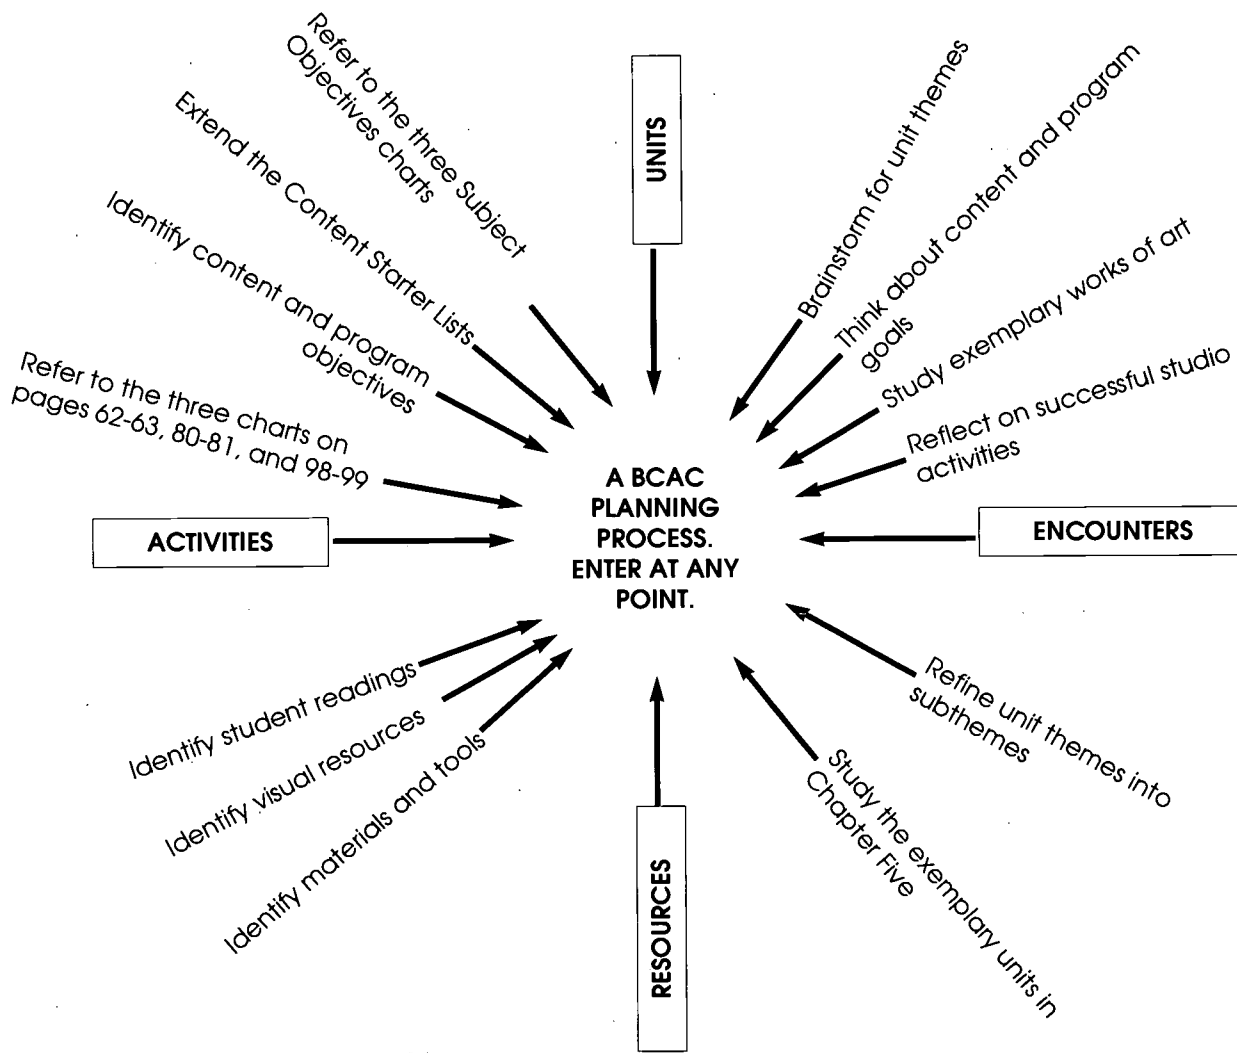 UNITS
Refer to the three Subject
Objectives charts
Extend the Content Starter Lists
Identify content and program
objectives
Refer to the three charts on
pages 62-63, 80-81, and 98-99
Brainstorm for unit themes
Think about content and program
goals
Study exemplary works of art
Reflect on successful studio
activities
ACTIVITIES
A BCAC
PLANNING
PROCESS.
ENTER AT ANY
POINT.
ENCOUNTERS
Identify student readings
Identify visual resources
Identify materials and tools
RESOURCES
Refine unit themes into
subthemes
Study the exemplary units in
Chapter Five